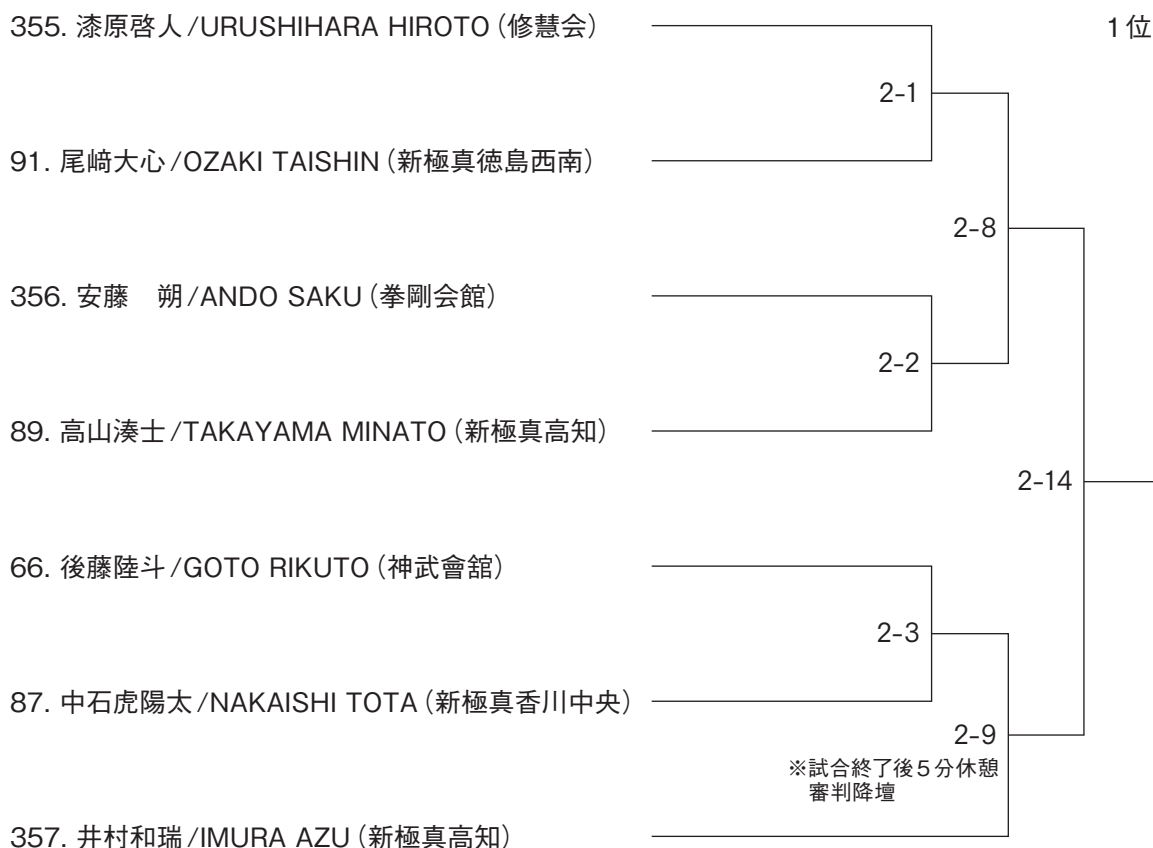 355. 漆原啓人/URUSHIHARA HIROTO（修慧会）
1位
2-1
91. 尾﨑大心/OZAKI TAISHIN（新極真徳島西南）
2-8
356. 安藤　朔/ANDO SAKU（拳剛会館）
2-2
89. 高山湊士/TAKAYAMA MINATO（新極真高知）
2-14
66. 後藤陸斗/GOTO RIKUTO（神武會舘）
2-3
87. 中石虎陽太/NAKAISHI TOTA（新極真香川中央）
2-9
※試合終了後５分休憩
審判降壇
357. 井村和瑞/IMURA AZU（新極真高知）